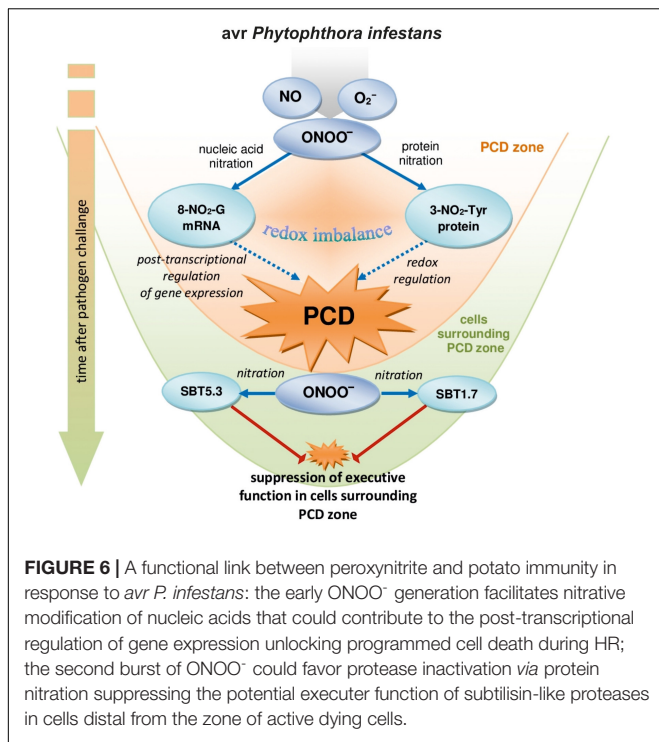 avr Phytophthora infestans
NO
O₂⁻
ONOO⁻
nucleic acid
nitration
protein
nitration
PCD zone
8-NO₂-G
mRNA
redox imbalance
3-NO₂-Tyr
protein
post-transcriptional
regulation
of gene expression
redox
regulation
PCD
time after pathogen challange
cells
surrounding
PCD zone
nitration
nitration
SBT5.3
ONOO⁻
SBT1.7
suppression of executive
function in cells surrounding
PCD zone
FIGURE 6 | A functional link between peroxynitrite and potato immunity in
response to avr P. infestans: the early ONOO⁻ generation facilitates nitrative
modification of nucleic acids that could contribute to the post-transcriptional
regulation of gene expression unlocking programmed cell death during HR;
the second burst of ONOO⁻ could favor protease inactivation via protein
nitration suppressing the potential executer function of subtilisin-like proteases
in cells distal from the zone of active dying cells.